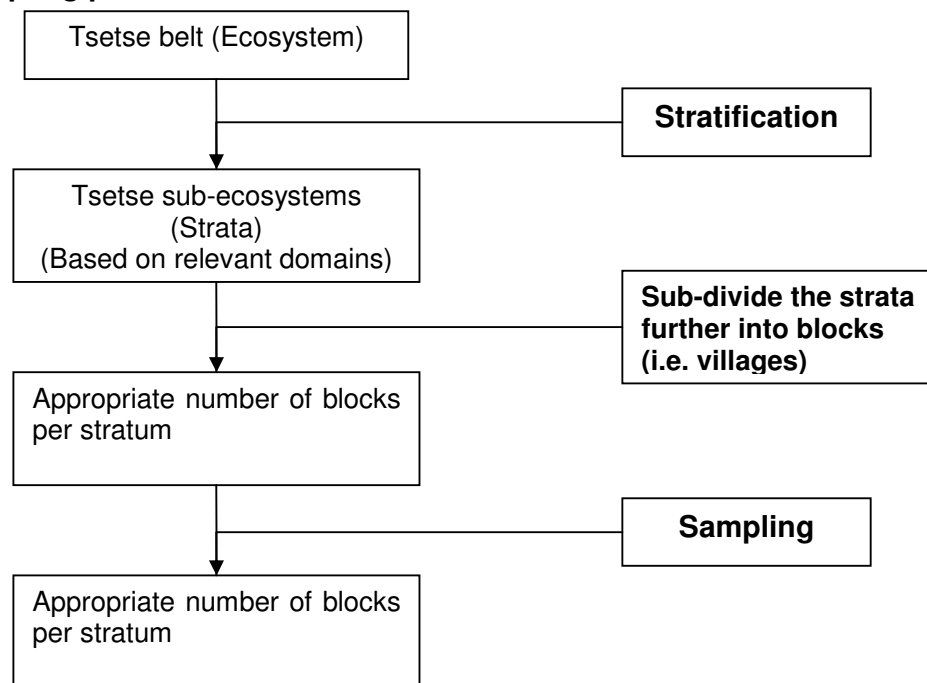 Tsetse belt (Ecosystem)
Stratification
Tsetse sub-ecosystems
(Strata)
(Based on relevant domains)
Sub-divide the strata
further into blocks
(i.e. villages)
Appropriate number of blocks
per stratum
Sampling
Appropriate number of blocks
per stratum